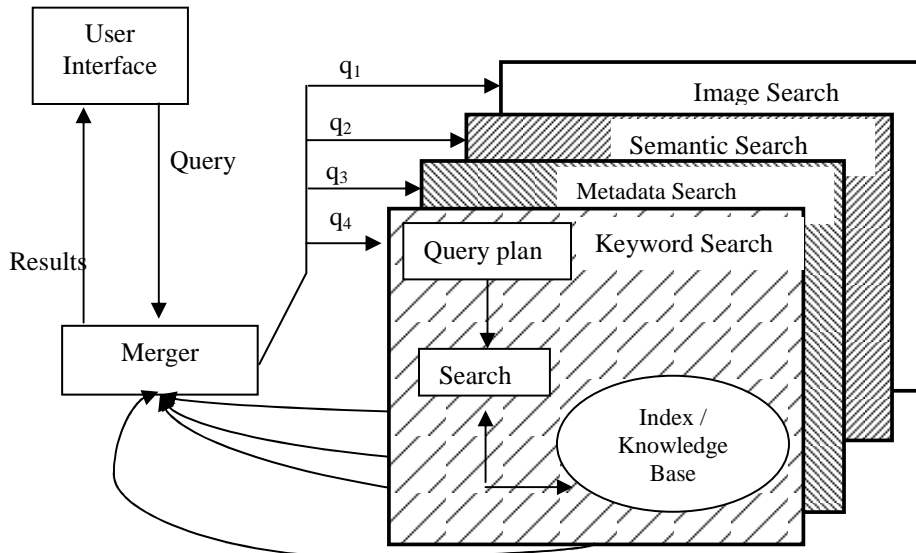 User
Interface
q1
Image Search
q2
Semantic Search
Query
q3
Metadata Search
q4
Query plan
Keyword Search
Results
Merger
Search
Index /
Knowledge
Base